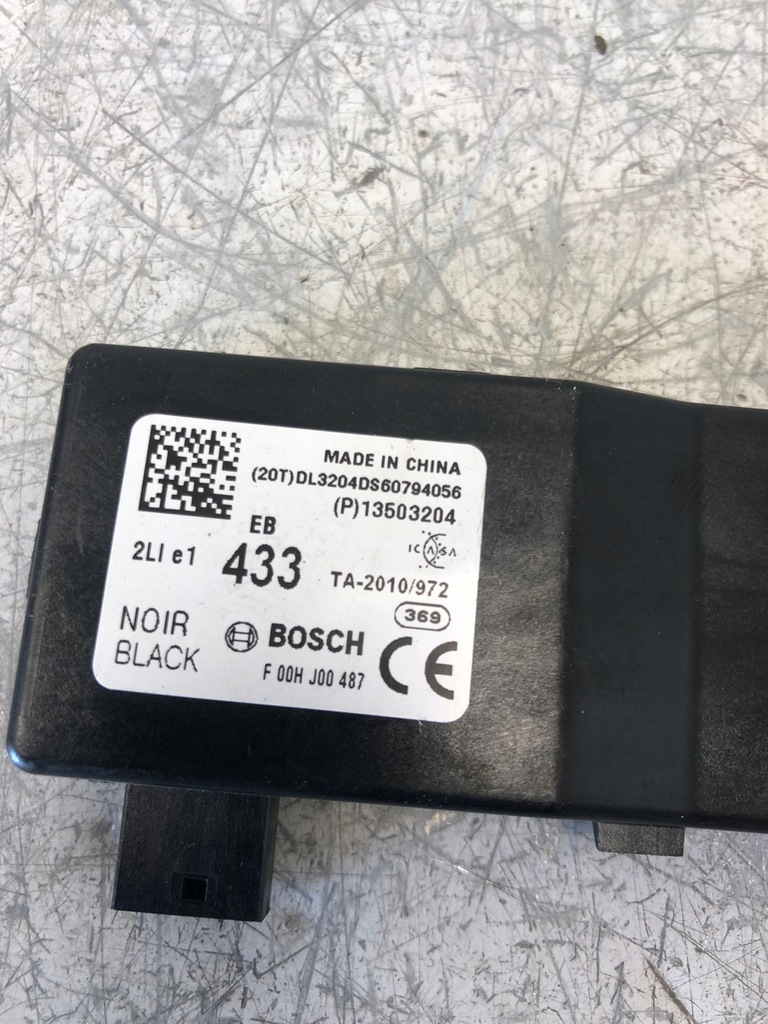 MADE IN CHINA
(20T)DL3204DS60794056
(P)13503204
EB
ICASA
2LI e1
433
TA-2010/972
369
NOIR
BLACK
BOSCH
F 00H J00 487
CE